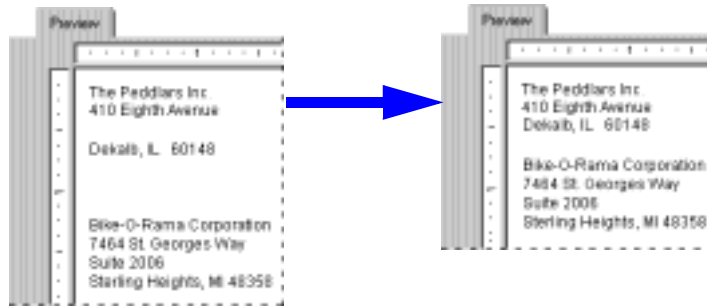 Preview
The Peddlars Inc.
410 Eighth Avenue
Dekalb, IL 60148
Bike-O-Rama Corporation
7464 St. Georges Way
Suite 2006
Sterling Heights, MI 48358
Preview
The Peddlars Inc.
410 Eighth Avenue
Dekalb, IL 60148
Bike-O-Rama Corporation
7464 St. Georges Way
Suite 2006
Sterling Heights, MI 48358